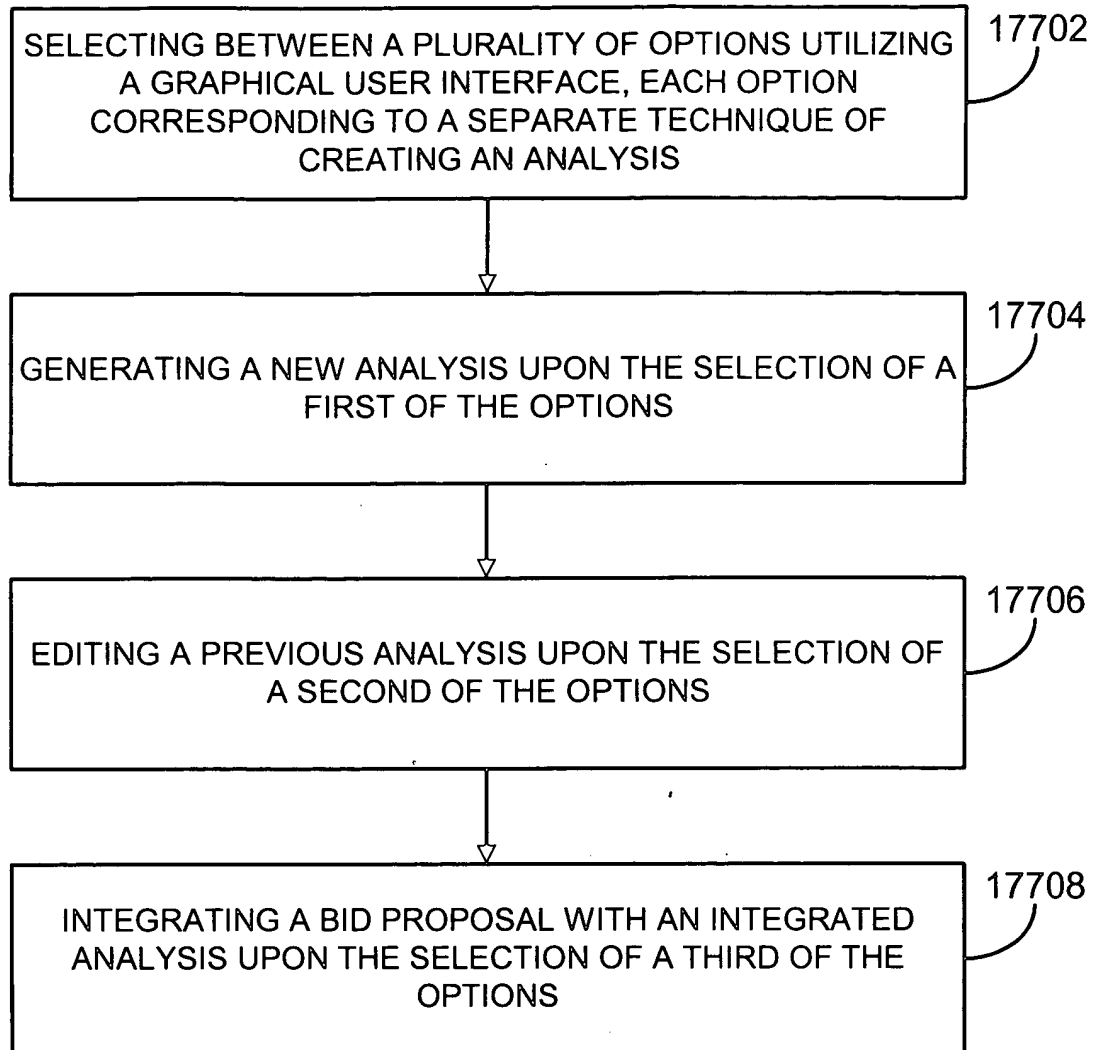 SELECTING BETWEEN A PLURALITY OF OPTIONS UTILIZING
A GRAPHICAL USER INTERFACE, EACH OPTION
CORRESPONDING TO A SEPARATE TECHNIQUE OF
CREATING AN ANALYSIS
17702
GENERATING A NEW ANALYSIS UPON THE SELECTION OF A
FIRST OF THE OPTIONS
17704
EDITING A PREVIOUS ANALYSIS UPON THE SELECTION OF
A SECOND OF THE OPTIONS
17706
INTEGRATING A BID PROPOSAL WITH AN INTEGRATED
ANALYSIS UPON THE SELECTION OF A THIRD OF THE
OPTIONS
17708